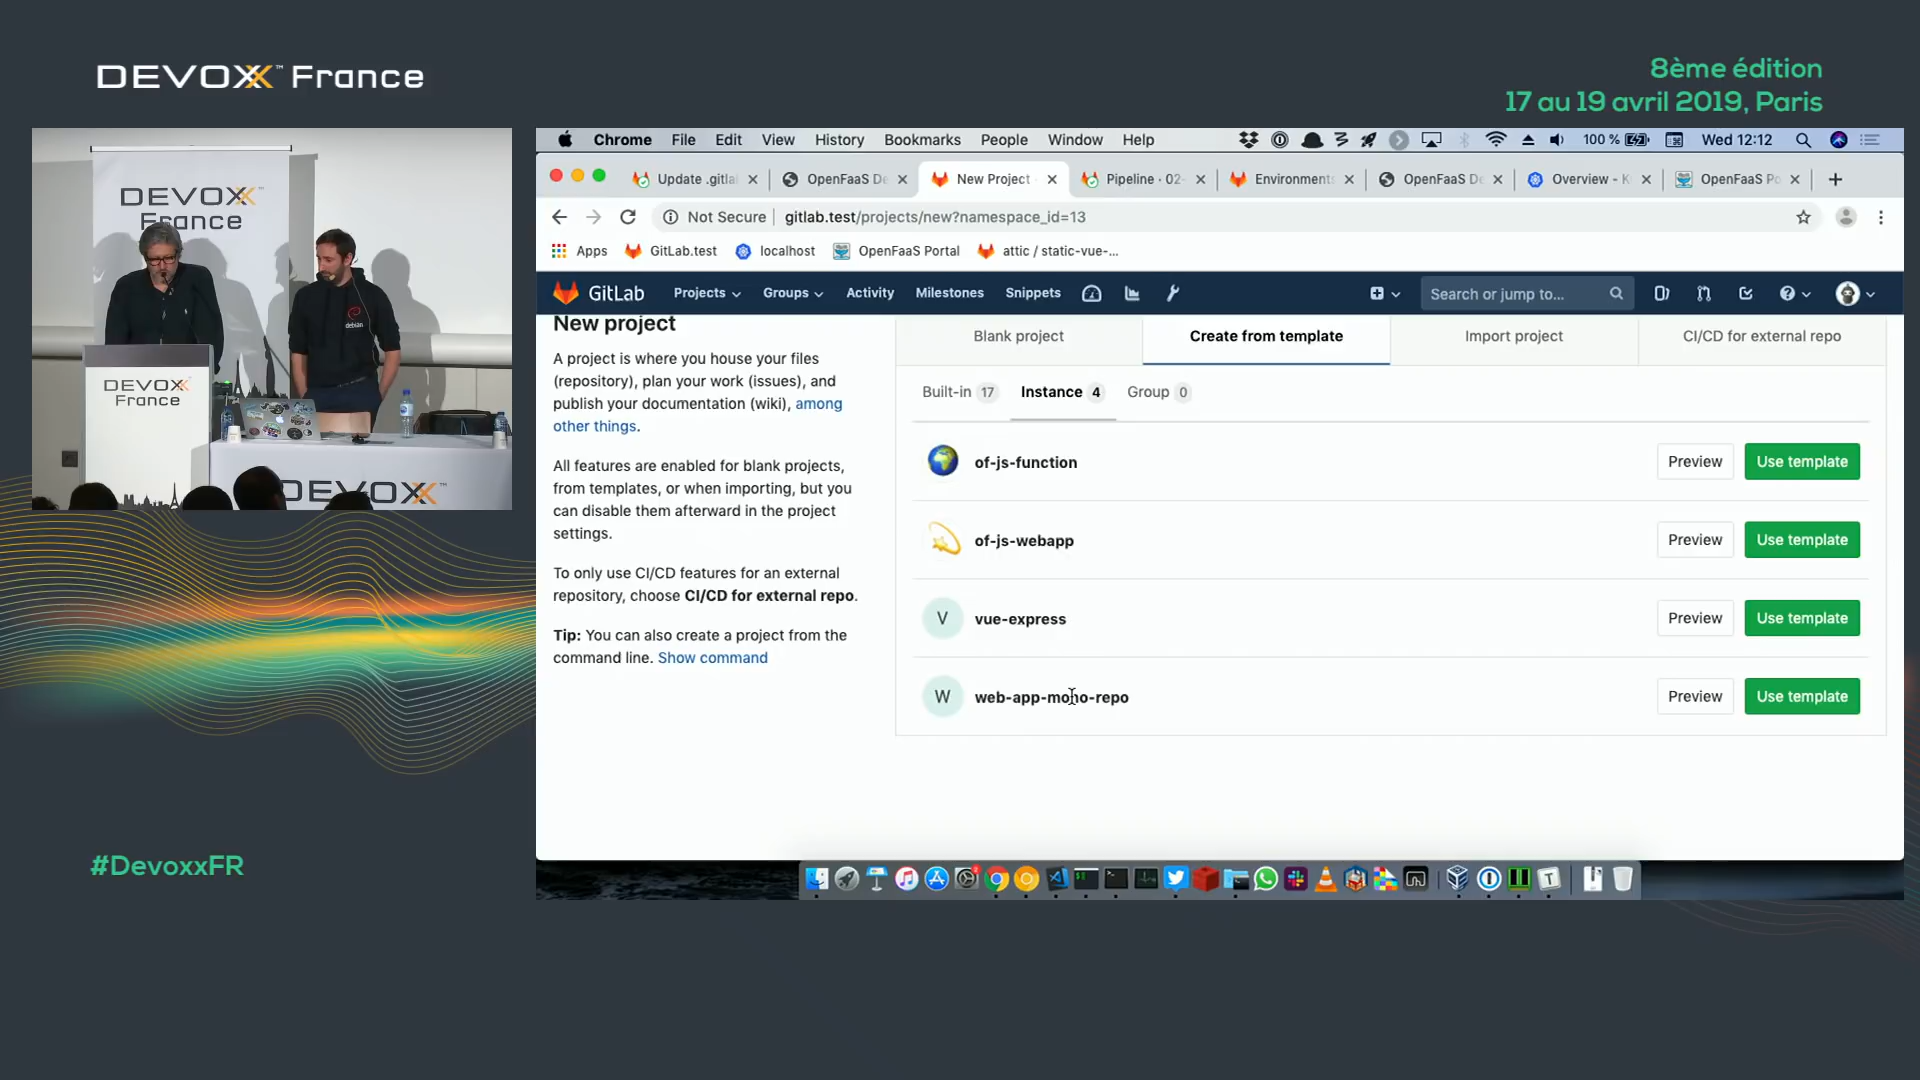 DEVOXX™ France
8ème édition
17 au 19 avril 2019, Paris
DEVOXX™
France
debian
DEVOXX
France
DEVOXX
#DevoxxFR
Chrome File Edit View History Bookmarks People Window Help
100 % Wed 12:12
Update .gitla
OpenFaaS De
New Project
Pipeline · 02-
Environments
OpenFaaS De
Overview - K
OpenFaaS Po
Not Secure gitlab.test/projects/new?namespace_id=13
Apps GitLab.test localhost OpenFaaS Portal attic / static-vue-...
GitLab Projects Groups Activity Milestones Snippets Search or jump to...
New project
A project is where you house your files
(repository), plan your work (issues), and
publish your documentation (wiki), among
other things.
All features are enabled for blank projects,
from templates, or when importing, but you
can disable them afterward in the project
settings.
To only use CI/CD features for an external
repository, choose CI/CD for external repo.
Tip: You can also create a project from the
command line. Show command
Blank project Create from template Import project CI/CD for external repo
Built-in 17 Instance 4 Group 0
of-js-function Preview Use template
of-js-webapp Preview Use template
V vue-express Preview Use template
W web-app-mono-repo Preview Use template